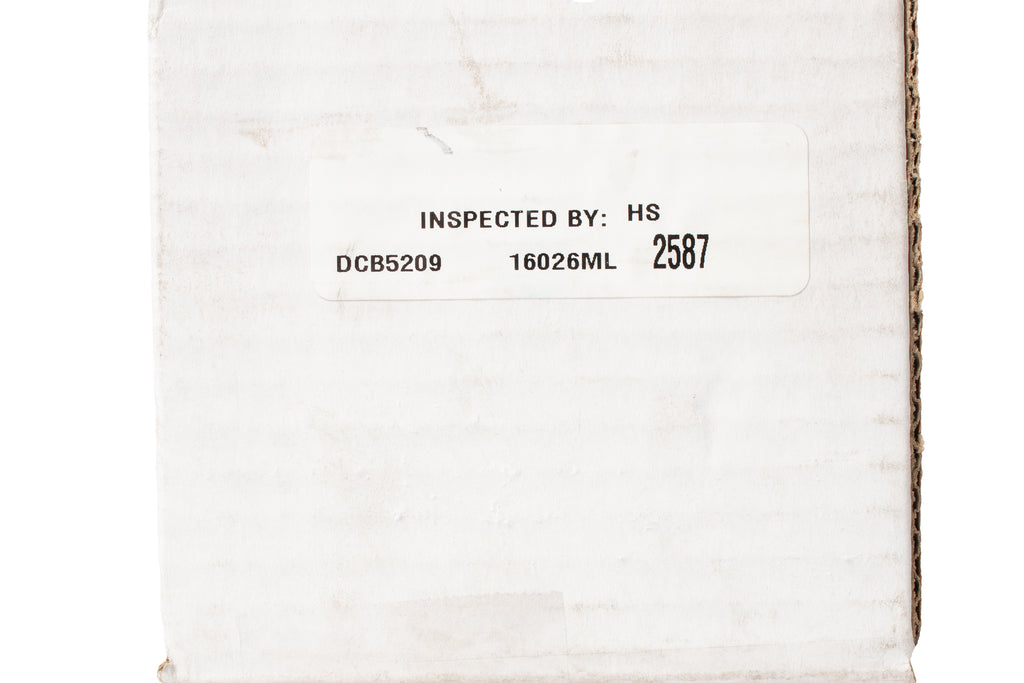 INSPECTED BY: HS
DCB5209 16026ML 2587